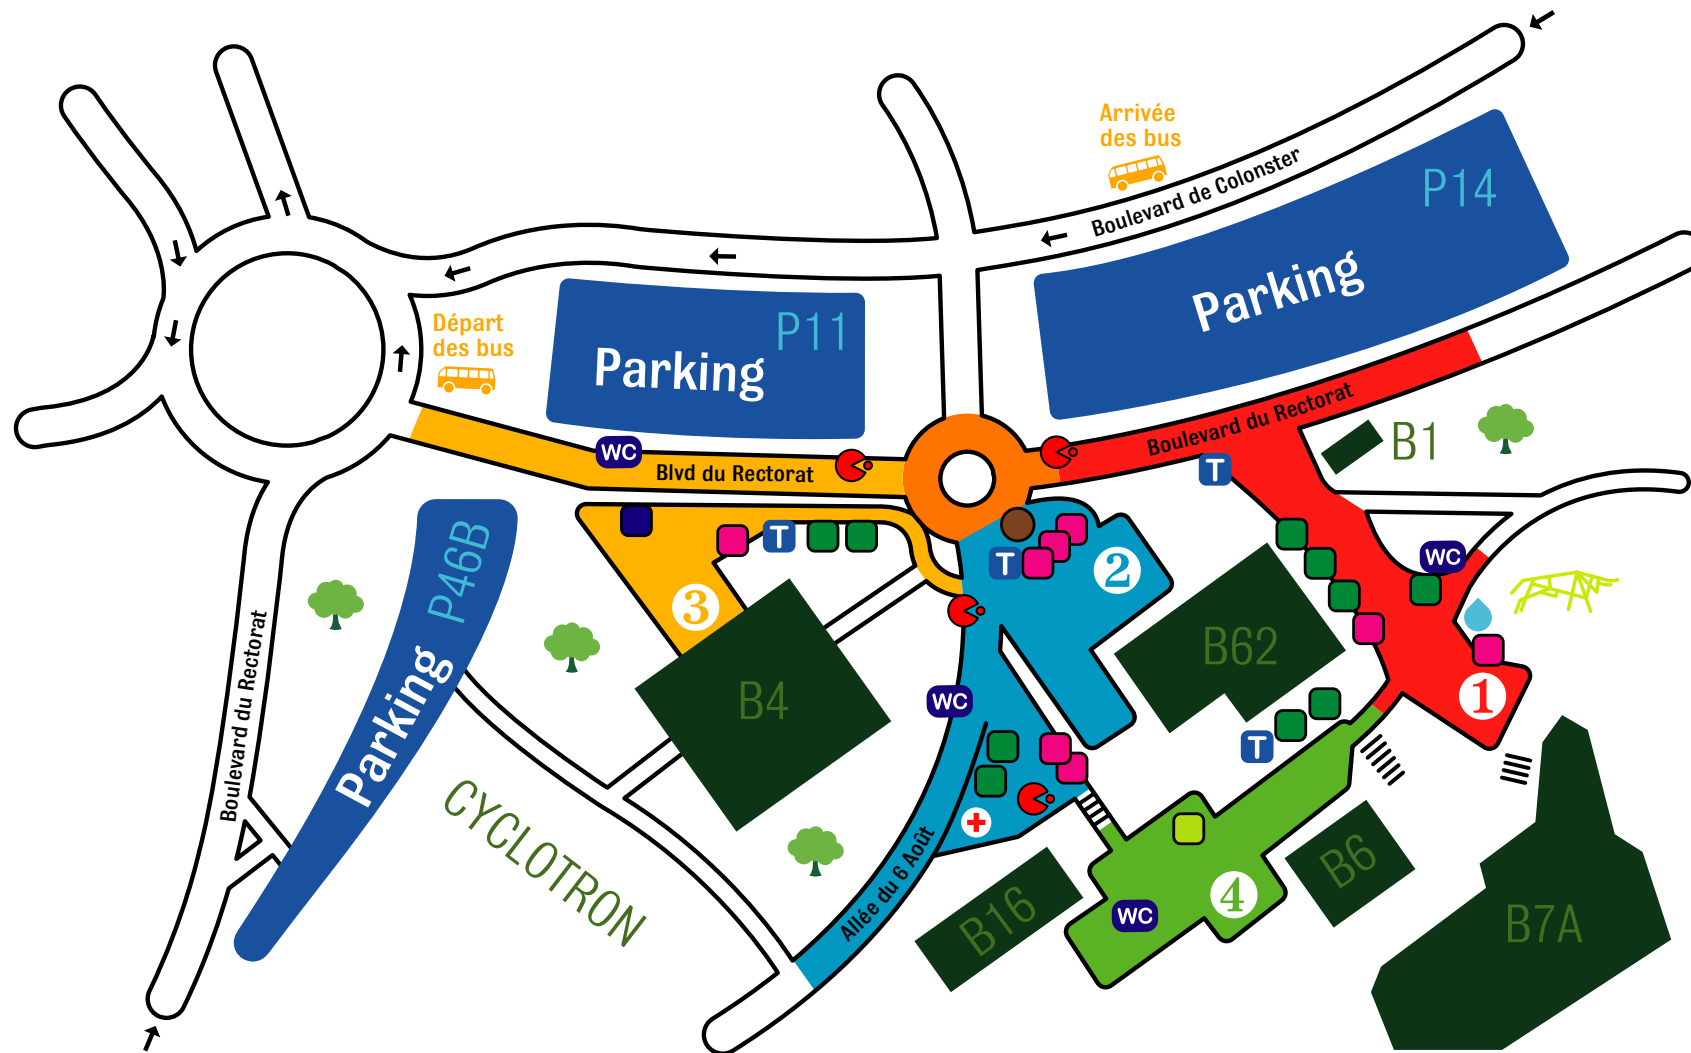 Arrivée
des bus
Boulevard de Colonster
P14
Parking
Départ
des bus
P11
Parking
Boulevard du Rectorat
B1
WC
Blvd du Rectorat
T
P46B
Parking
T
T
2
WC
3
B62
B4
WC
1
T
Boulevard du Rectorat
CYCLOTRON
Allée du 6 Août
B16
WC
4
B6
B7A